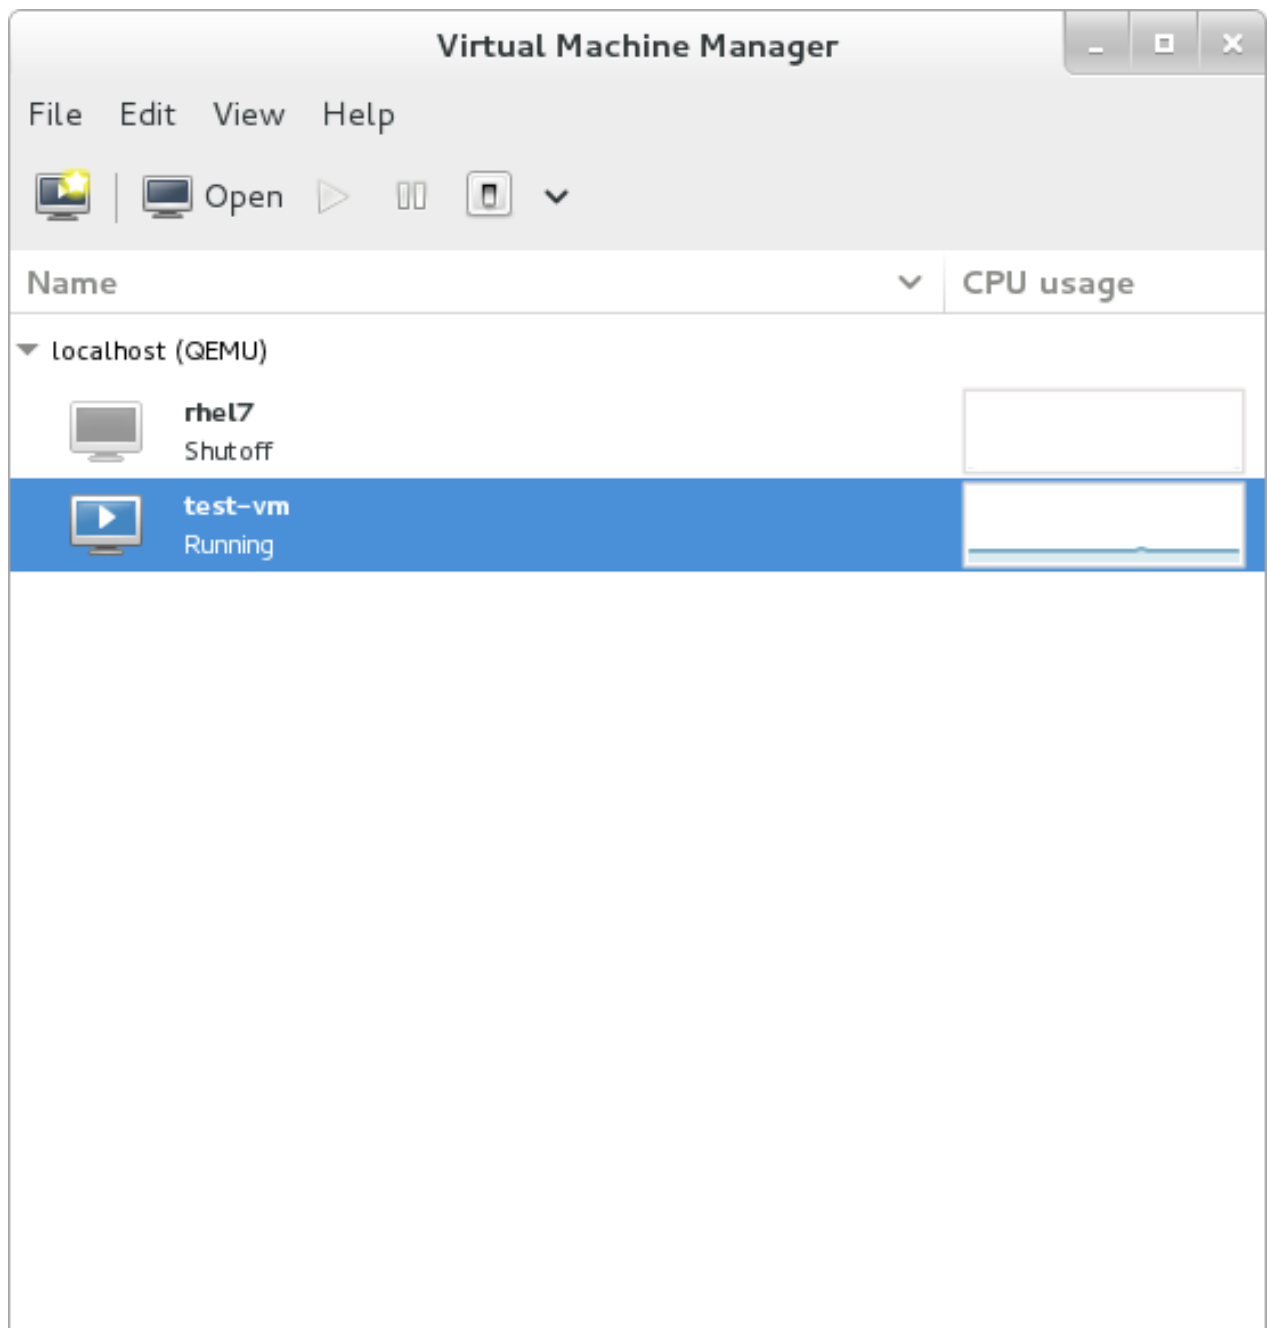 Virtual Machine Manager
File Edit View Help
Open
Name CPU usage
localhost (QEMU)
rhel7
Shutoff
test-vm
Running